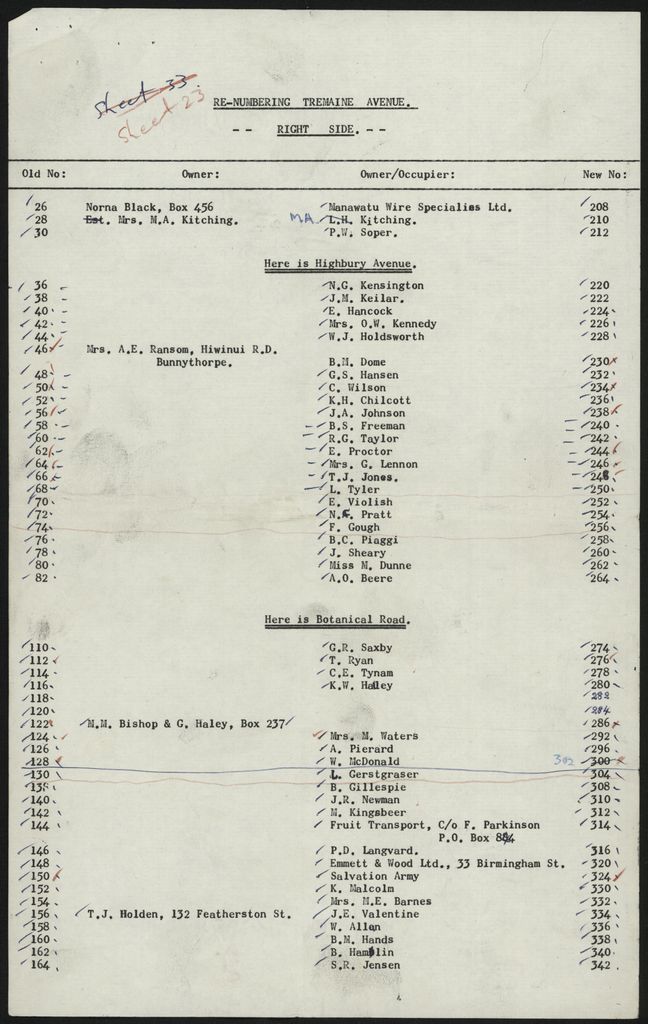 sheet 33.
sheet 23
RE-NUMBERING TREMAINE AVENUE.
-- RIGHT SIDE. --
Old No: Owner: Owner/Occupier: New No:
26 Norna Black, Box 456 Manawatu Wire Specialies Ltd. 208
28 Est. Mrs. M.A. Kitching. MA L.H. Kitching. 210
30 P.W. Soper. 212
Here is Highbury Avenue.
36 N.G. Kensington 220
38 J.M. Keilar. 222
40 E. Hancock 224
42 Mrs. O.W. Kennedy 226
44 W.J. Holdsworth 228
46 Mrs. A.E. Ransom, Hiwinui R.D.
Bunnythorpe. B.M. Dome 230
48 G.S. Hansen 232
50 C. Wilson 234
52 K.H. Chilcott 236
56 J.A. Johnson 238
58 B.S. Freeman 240
60 R.G. Taylor 242
62 E. Proctor 244
64 Mrs. G. Lennon 246
66 T.J. Jones. 248
68 L. Tyler 250
70 E. Violish 252
72 N.F. Pratt 254
74 F. Gough 256
76 B.C. Piaggi 258
78 J. Sheary 260
80 Miss M. Dunne 262
82 A.O. Beere 264
Here is Botanical Road.
110 G.R. Saxby 274
112 T. Ryan 276
114 C.E. Tynam 278
116 K.W. Halley 280
118 282
120 284
122 M.M. Bishop & G. Haley, Box 237 286
124 Mrs. M. Waters 292
126 A. Pierard 296
128 W. McDonald 302 300
130 L. Gerstgraser 304
138 B. Gillespie 308
140 J.R. Newman 310
142 M. Kingsbeer 312
144 Fruit Transport, C/o F. Parkinson 314
P.O. Box 884
146 P.D. Langvard. 316
148 Emmett & Wood Ltd., 33 Birmingham St. 320
150 Salvation Army 324
152 K. Malcolm 330
154 Mrs. M.E. Barnes 332
156 T.J. Holden, 132 Featherston St. J.E. Valentine 334
158 W. Allan 336
160 B.M. Hands 338
162 B. Hamblin 340
164 S.R. Jensen 342